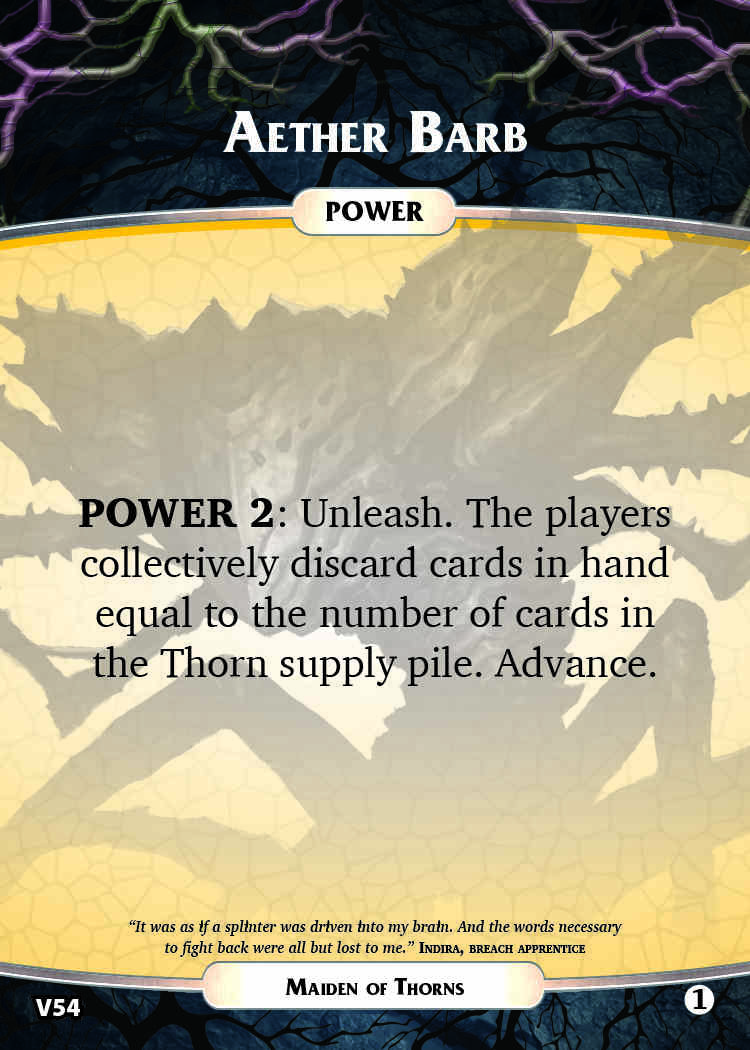 Aether Barb
POWER
POWER 2: Unleash. The players
collectively discard cards in hand
equal to the number of cards in
the Thorn supply pile. Advance.
“It was as if a splinter was driven into my brain. And the words necessary
to fight back were all but lost to me.” Indira, breach apprentice
Maiden of Thorns
V54
1